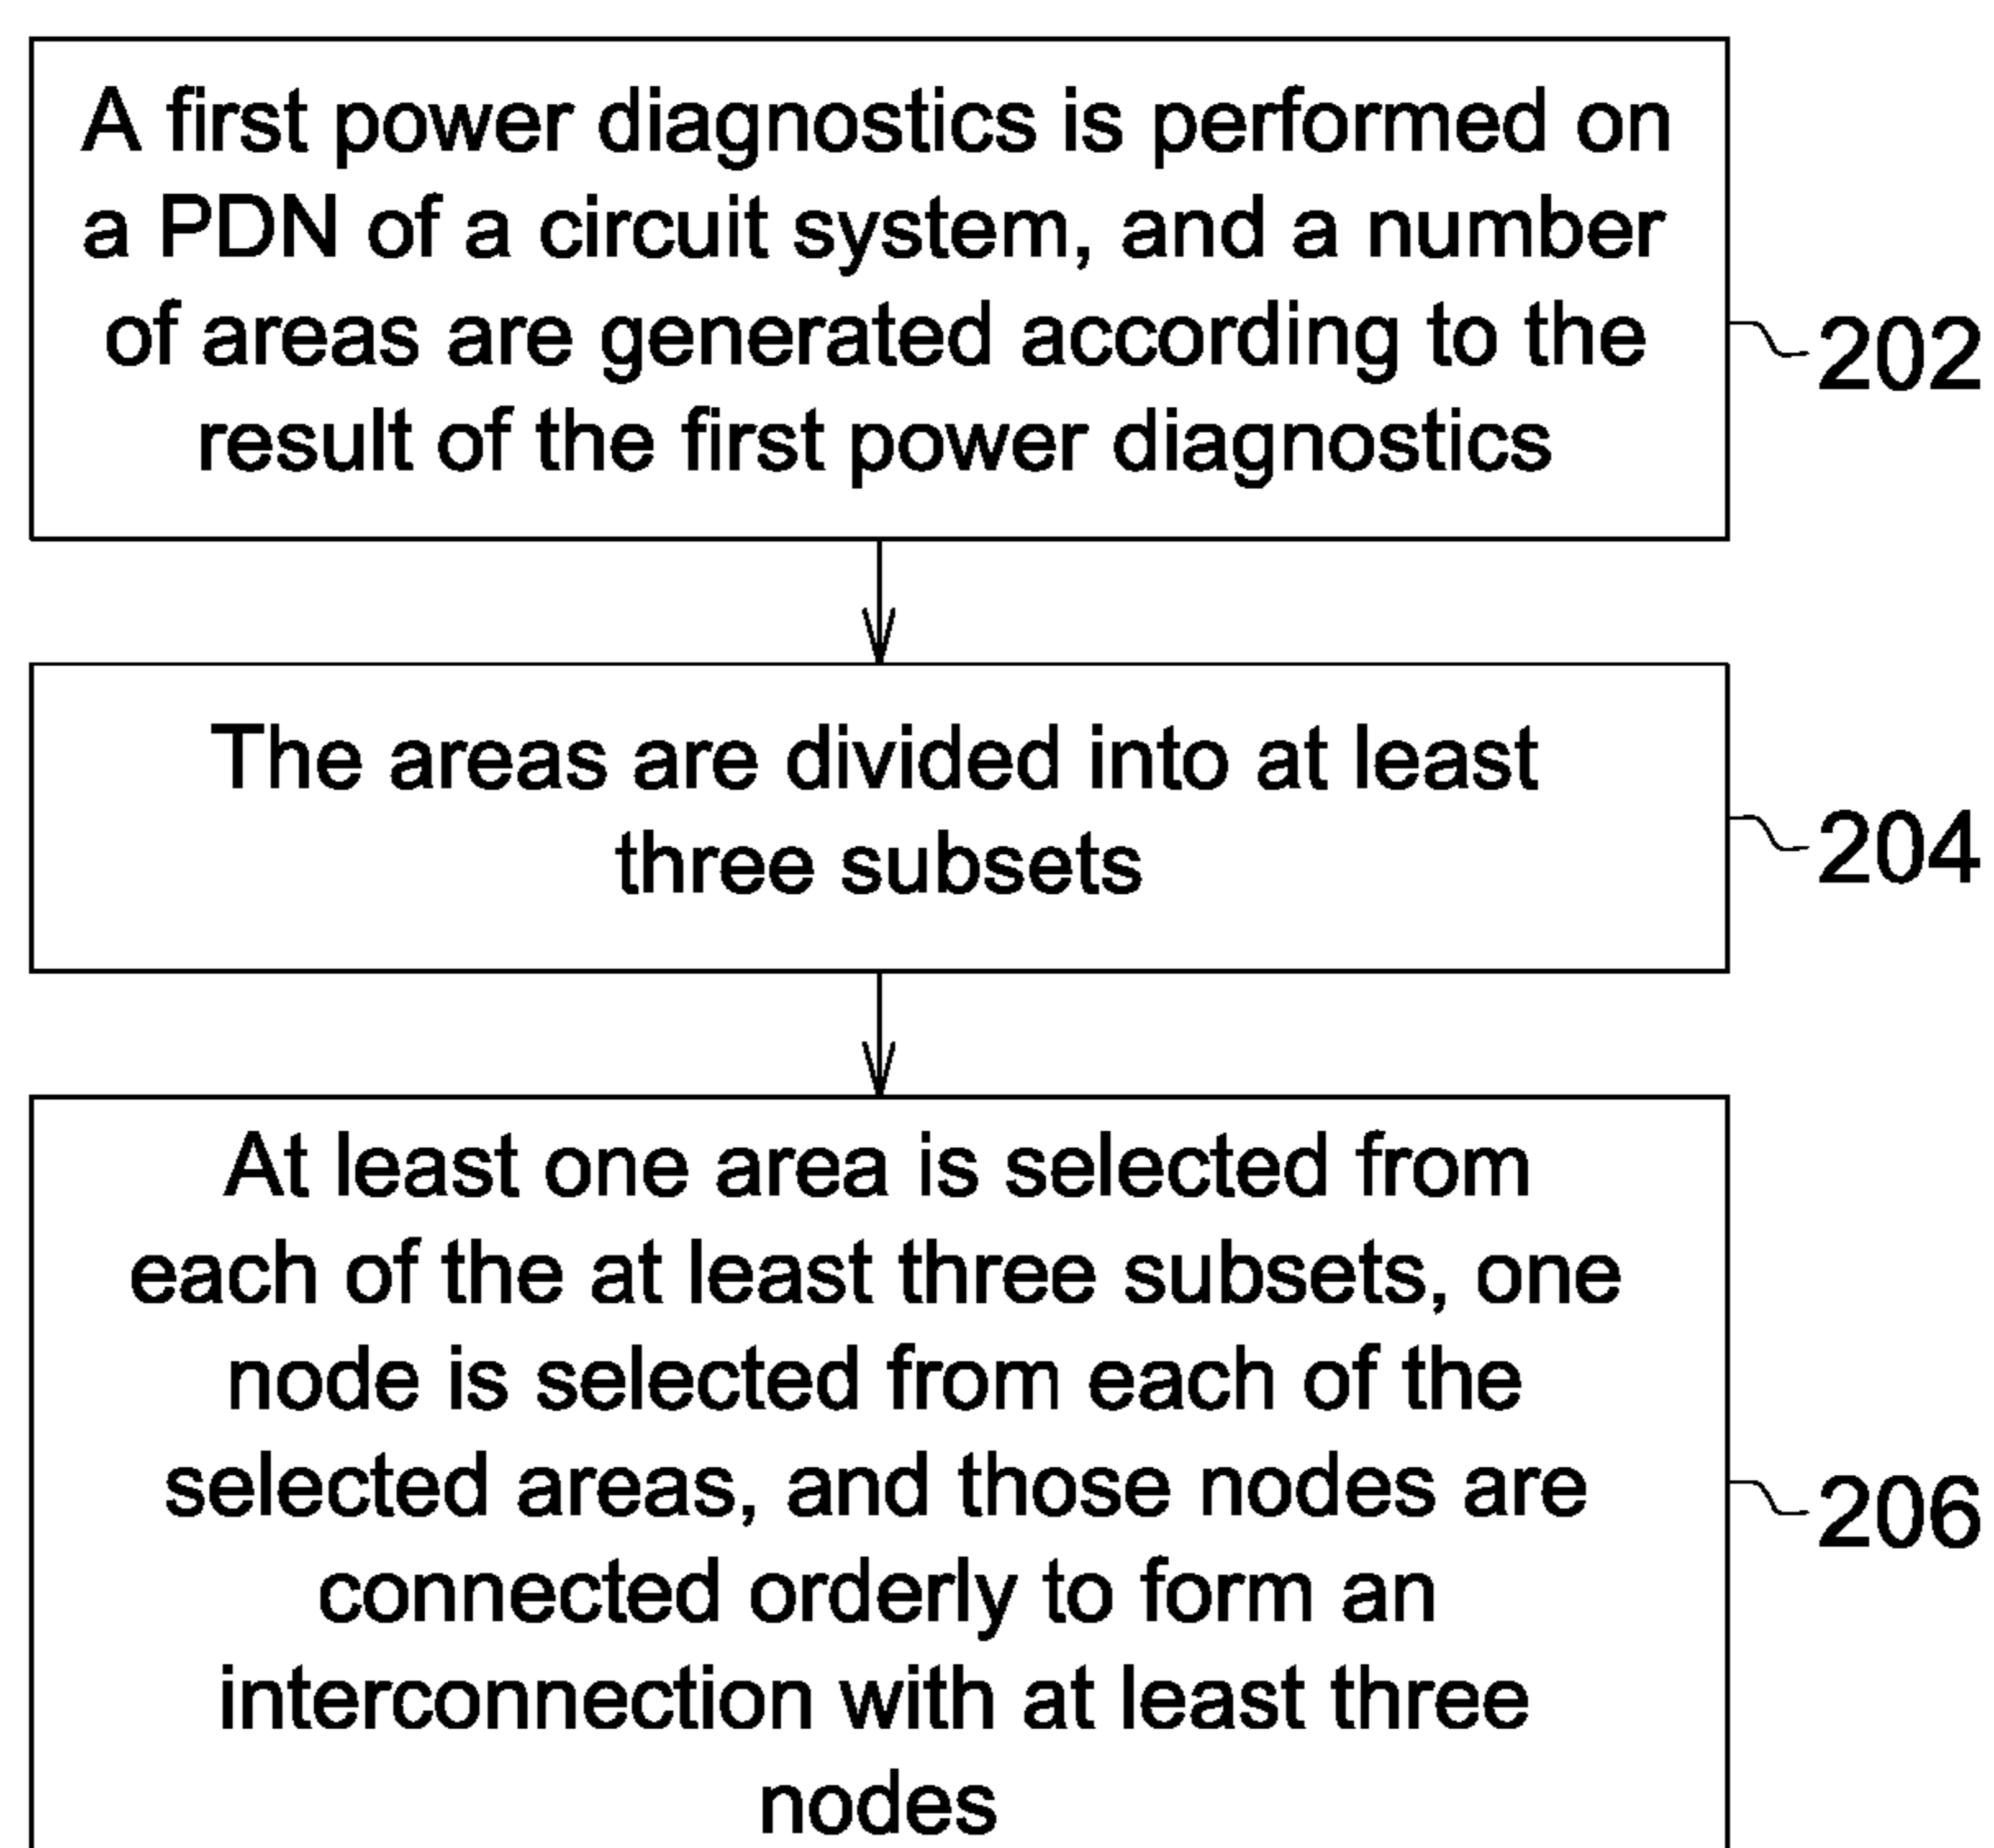 A first power diagnostics is performed on
a PDN of a circuit system, and a number
of areas are generated according to the
result of the first power diagnostics
202
The areas are divided into at least
three subsets
204
At least one area is selected from
each of the at least three subsets, one
node is selected from each of the
selected areas, and those nodes are
connected orderly to form an
interconnection with at least three
nodes
206